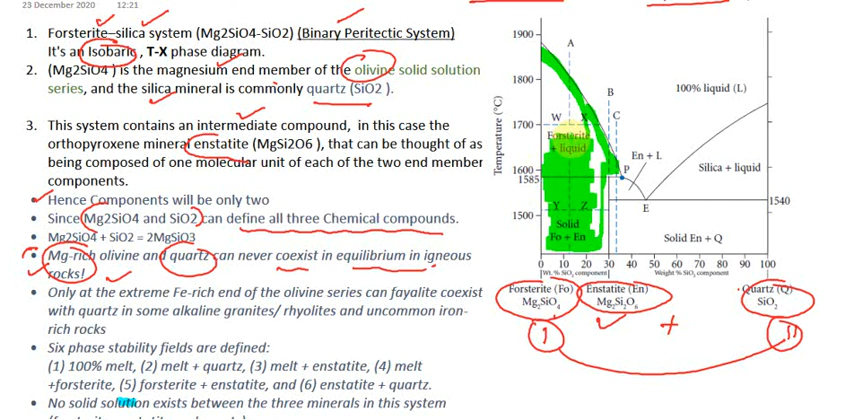 23 December 2020 12:21
1. Forsterite–silica system (Mg2SiO4-SiO2) (Binary Peritectic System)
It's an Isobaric , T-X phase diagram.
2. (Mg2SiO4 ) is the magnesium end member of the olivine solid solution
series, and the silica mineral is commonly quartz (SiO2 ).
3. This system contains an intermediate compound, in this case the
orthopyroxene mineral enstatite (MgSi2O6 ), that can be thought of as
being composed of one molecular unit of each of the two end member
components.
Hence Components will be only two
• Since Mg2SiO4 and SiO2 can define all three Chemical compounds.
• Mg2SiO4 + SiO2 = 2MgSiO3
• Mg-rich olivine and quartz can never coexist in equilibrium in igneous
rocks!
• Only at the extreme Fe-rich end of the olivine series can fayalite coexist
with quartz in some alkaline granites/ rhyolites and uncommon iron-
rich rocks
• Six phase stability fields are defined:
(1) 100% melt, (2) melt + quartz, (3) melt + enstatite, (4) melt
+forsterite, (5) forsterite + enstatite, and (6) enstatite + quartz.
• No solid solution exists between the three minerals in this system
Temperature (°C)
1900
1800
1700
1600
1585
1500
A
B
C
W X
Forsterite
+ liquid
100% liquid (L)
P
En + L
Silica + liquid
1540
E
Y Z
Solid
Fo + En
Solid En + Q
0 10 20 30 40 50 60 70 80 90 100
Wt. % SiO2 component
Weight % SiO2 component
Forsterite (Fo) Enstatite (En) Quartz (Q)
Mg2SiO4 Mg2Si2O6 SiO2
+
I II